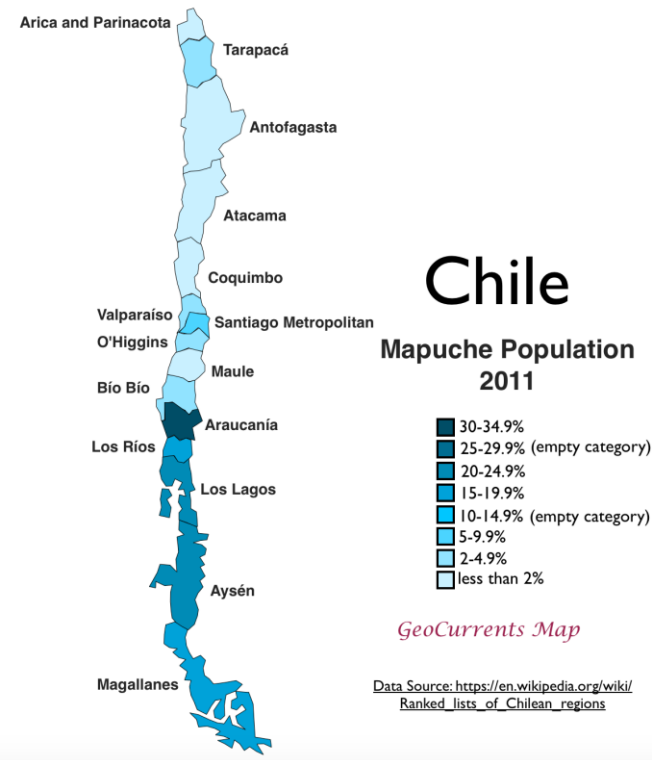 Arica and Parinacota
Tarapacá
Antofagasta
Atacama
Coquimbo
Valparaíso
Santiago Metropolitan
O'Higgins
Maule
Bío Bío
Araucanía
Los Ríos
Los Lagos
Aysén
Magallanes
Chile
Mapuche Population
2011
30-34.9%
25-29.9% (empty category)
20-24.9%
15-19.9%
10-14.9% (empty category)
5-9.9%
2-4.9%
less than 2%
GeoCurrents Map
Data Source: https://en.wikipedia.org/wiki/
Ranked_lists_of_Chilean_regions